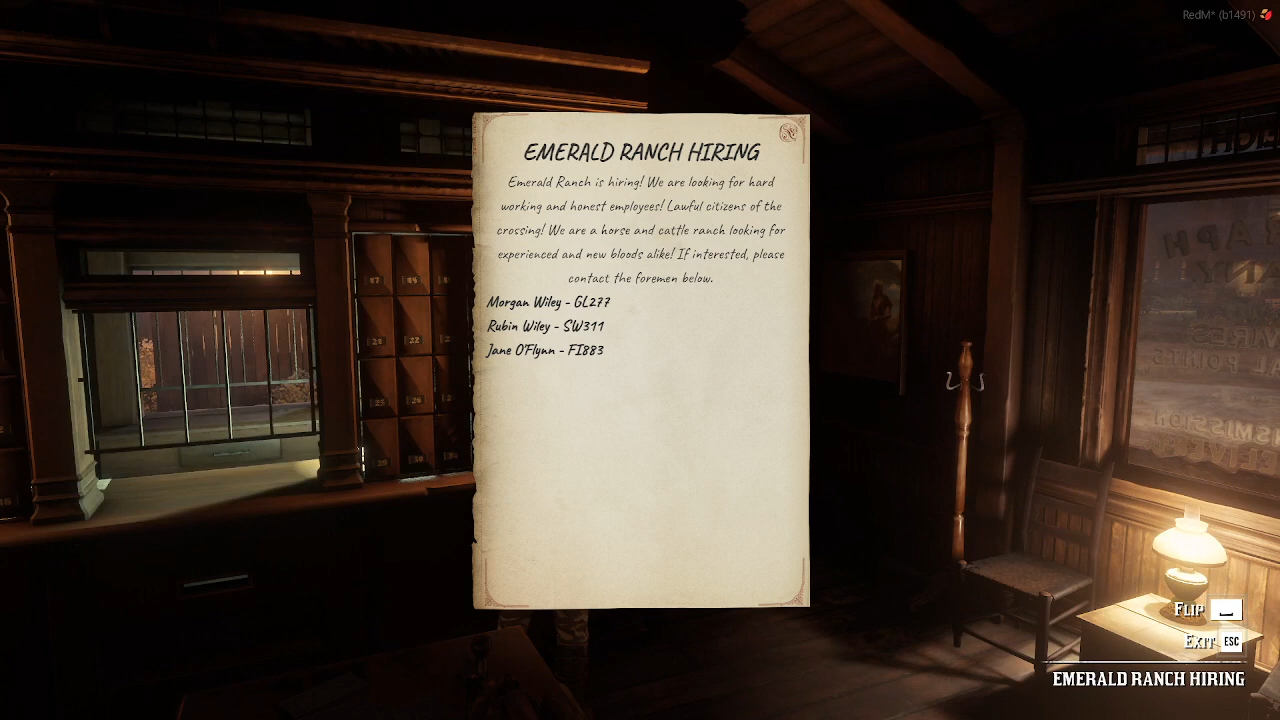 RedM* (b1491)
EMERALD RANCH HIRING
Emerald Ranch is hiring! We are looking for hard
working and honest employees! Lawful citizens of the
crossing! We are a horse and cattle ranch looking for
experienced and new bloods alike! If interested, please
contact the foremen below.
Morgan Wiley - GL277
Rubin Wiley - SW311
Jane O'Flynn - FI883
21
22
FLIP
EXIT ESC
EMERALD RANCH HIRING